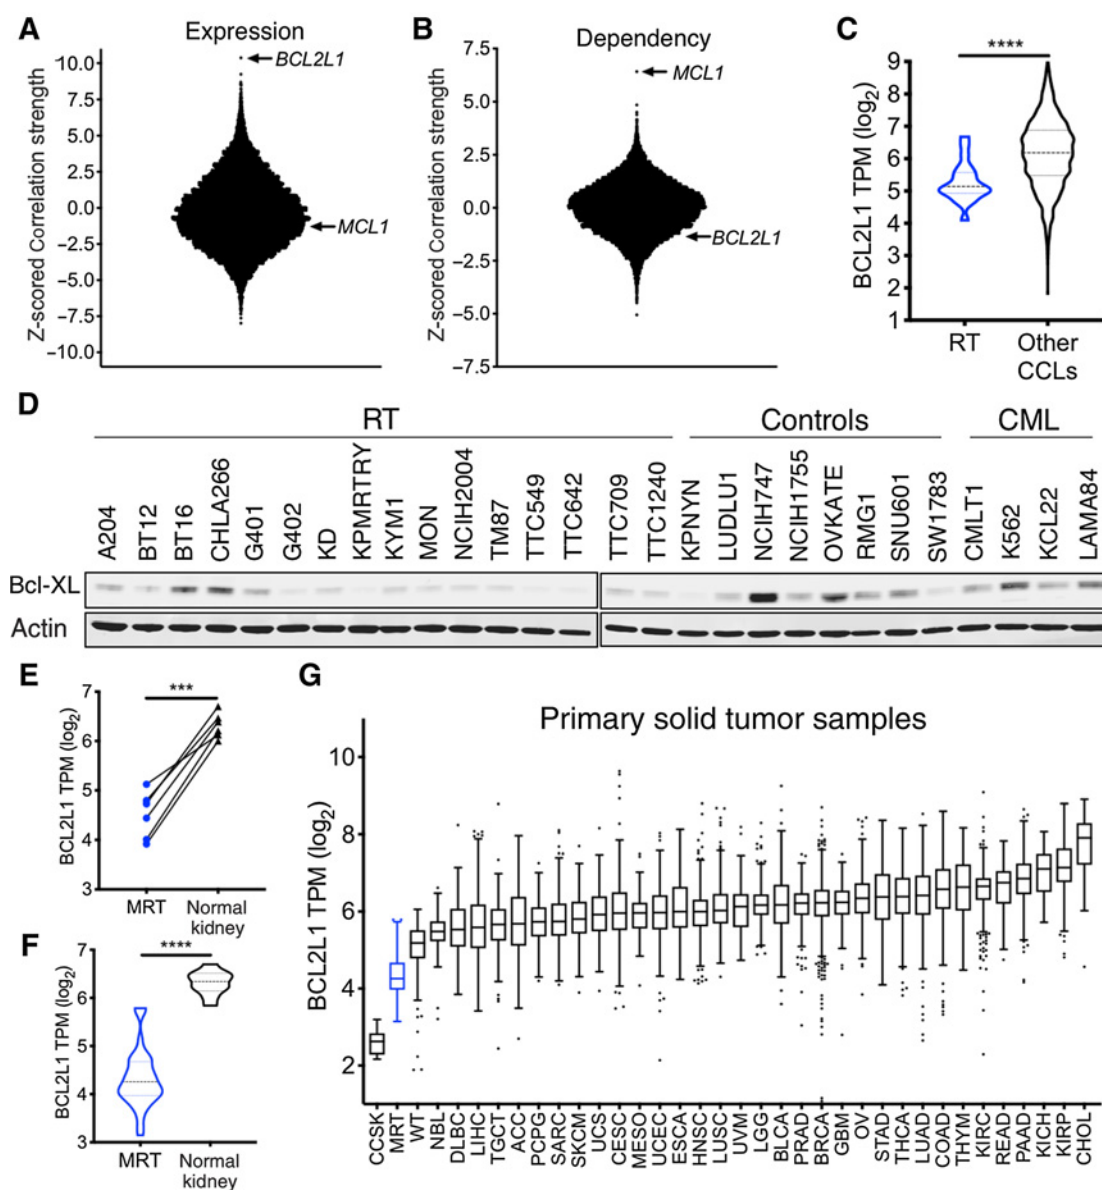 A
Expression
Z-scored Correlation strength
10.0
7.5
5.0
2.5
0.0
−2.5
−5.0
−7.5
−10.0
BCL2L1
MCL1
B
Dependency
Z-scored Correlation strength
7.5
5.0
2.5
0.0
−2.5
−5.0
−7.5
MCL1
BCL2L1
C
****
BCL2L1 TPM (log2)
9
8
7
6
5
4
3
2
1
RT
Other CCLs
D
RT Controls CML
A204 BT12 BT16 CHLA266 G401 G402 KD KPMRTRY KYM1 MON NCIH2004 TM87 TTC549 TTC642 TTC709 TTC1240 KPNYN LUDLU1 NCIH747 NCIH1755 OVKATE RMG1 SNU601 SW1783 CMLT1 K562 KCL22 LAMA84
Bcl-XL
Actin
E
***
BCL2L1 TPM (log2)
7
6
5
4
3
MRT
Normal kidney
F
****
BCL2L1 TPM (log2)
7
6
5
4
3
MRT
Normal kidney
G
Primary solid tumor samples
BCL2L1 TPM (log2)
10
8
6
4
2
CCSK MRT WT NBL DLBC LIHC TGCT ACC PCPG SARC SKCM UCS CESC MESO UCEC ESCA HNSC LUSC UVM LGG BLCA PRAD BRCA GBM OV STAD THCA LUAD COAD THYM KIRC READ PAAD KICH KIRP CHOL